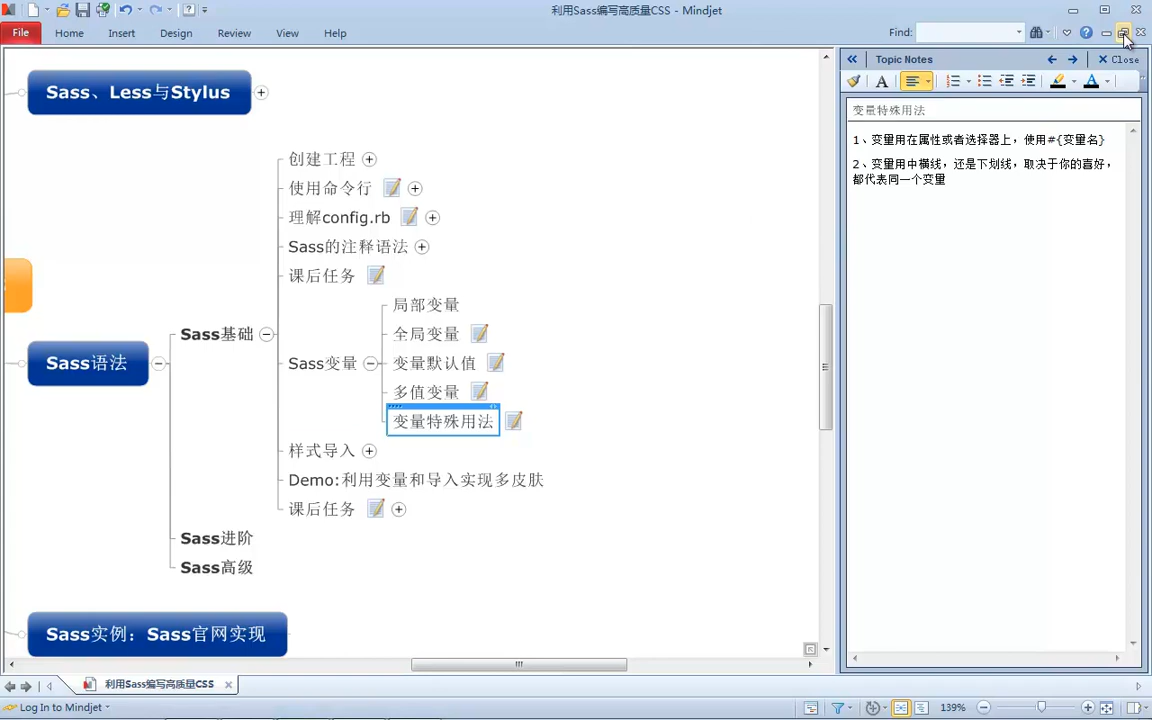 利用Sass编写高质量CSS - Mindjet
File Home Insert Design Review View Help Find:
Topic Notes Close
变量特殊用法
1、变量用在属性或者选择器上，使用#{变量名}
2、变量用中横线，还是下划线，取决于你的喜好，
都代表同一个变量
Sass、Less与Stylus
创建工程
使用命令行
理解config.rb
Sass的注释语法
课后任务
局部变量
Sass基础
全局变量
Sass语法
Sass变量
变量默认值
多值变量
变量特殊用法
样式导入
Demo:利用变量和导入实现多皮肤
课后任务
Sass进阶
Sass高级
Sass实例：Sass官网实现
利用Sass编写高质量CSS
Log In to Mindjet
139%